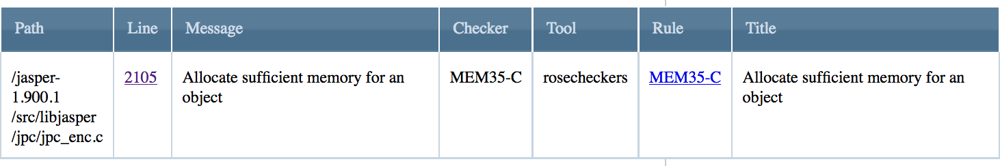 Path Line Message Checker Tool Rule Title
/jasper- 2105 Allocate sufficient memory for an MEM35-C rosecheckers MEM35-C Allocate sufficient memory for an
1.900.1 object object
/src/libjasper
/jpc/jpc_enc.c